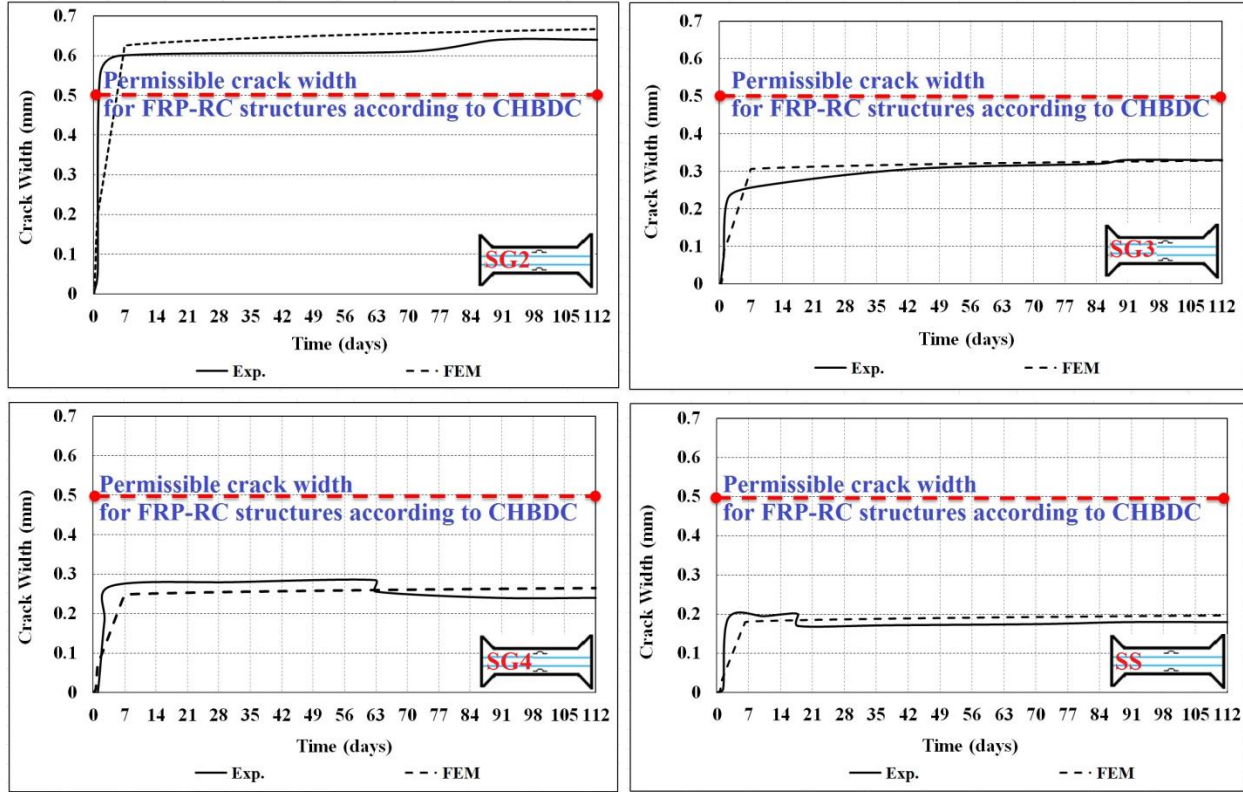 0.7
0.6
0.5
0.4
0.3
0.2
0.1
0
Crack Width (mm)
Permissible crack width
for FRP-RC structures according to CHBDC
SG2
0 7 14 21 28 35 42 49 56 63 70 77 84 91 98 105 112
Time (days)
Exp. FEM
0.7
0.6
0.5
0.4
0.3
0.2
0.1
0
Crack Width (mm)
Permissible crack width
for FRP-RC structures according to CHBDC
SG3
0 7 14 21 28 35 42 49 56 63 70 77 84 91 98 105 112
Time (days)
Exp. FEM
0.7
0.6
0.5
0.4
0.3
0.2
0.1
0
Crack Width (mm)
Permissible crack width
for FRP-RC structures according to CHBDC
SG4
0 7 14 21 28 35 42 49 56 63 70 77 84 91 98 105 112
Time (days)
Exp. FEM
0.7
0.6
0.5
0.4
0.3
0.2
0.1
0
Crack Width (mm)
Permissible crack width
for FRP-RC structures according to CHBDC
SS
0 7 14 21 28 35 42 49 56 63 70 77 84 91 98 105 112
Time (days)
Exp. FEM